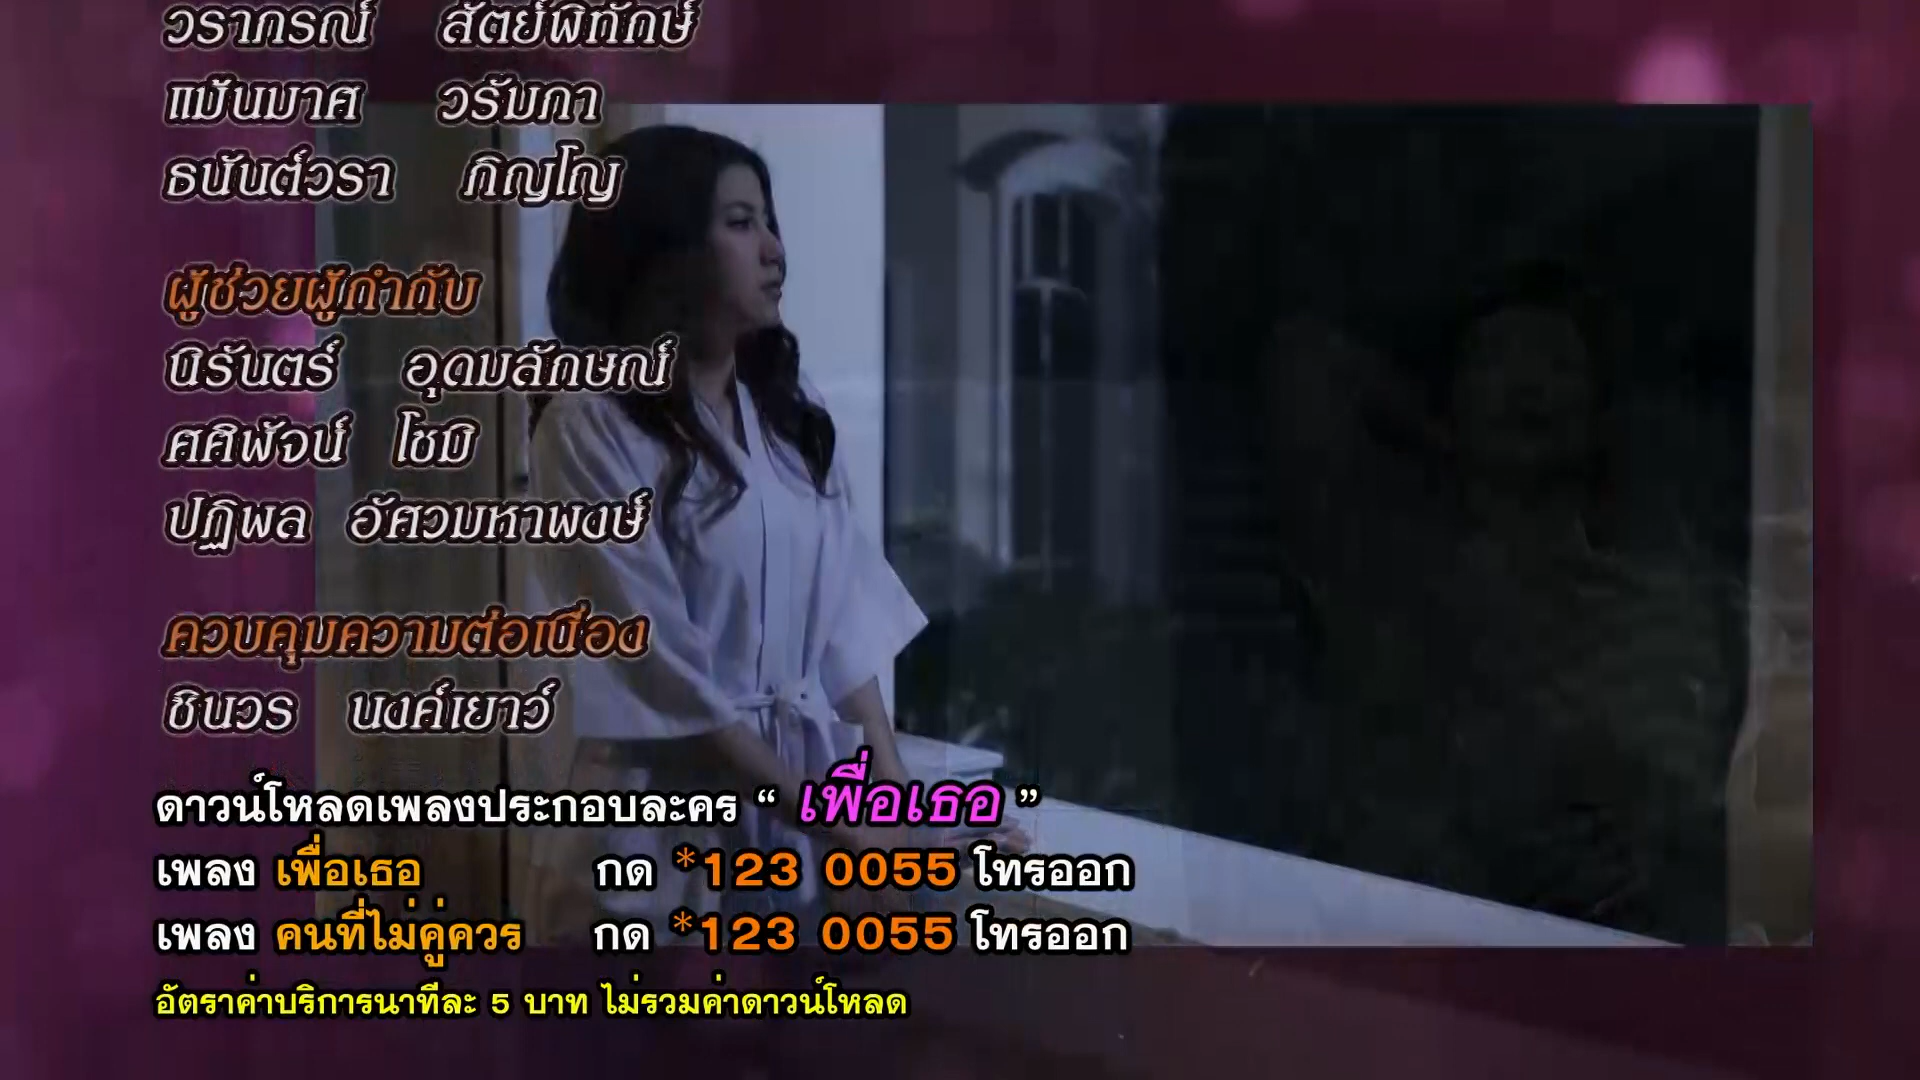 วราภรณ์ สัตย์พิทักษ์
แม้นมาศ วรัมภา
ธนันต์วรา ภิญโญ
ผู้ช่วยผู้กำกับ
นิรันตร์ อุดมลักษณ์
ศศิพัจน์ โชมิ
ปฏิพล อัศวมหาพงษ์
ควบคุมความต่อเนื่อง
ชินวร นงค์เยาว์
ดาวน์โหลดเพลงประกอบละคร “ เพื่อเธอ ”
เพลง เพื่อเธอ กด *123 0055 โทรออก
เพลง คนที่ไม่คู่ควร กด *123 0055 โทรออก
อัตราค่าบริการนาทีละ 5 บาท ไม่รวมค่าดาวน์โหลด